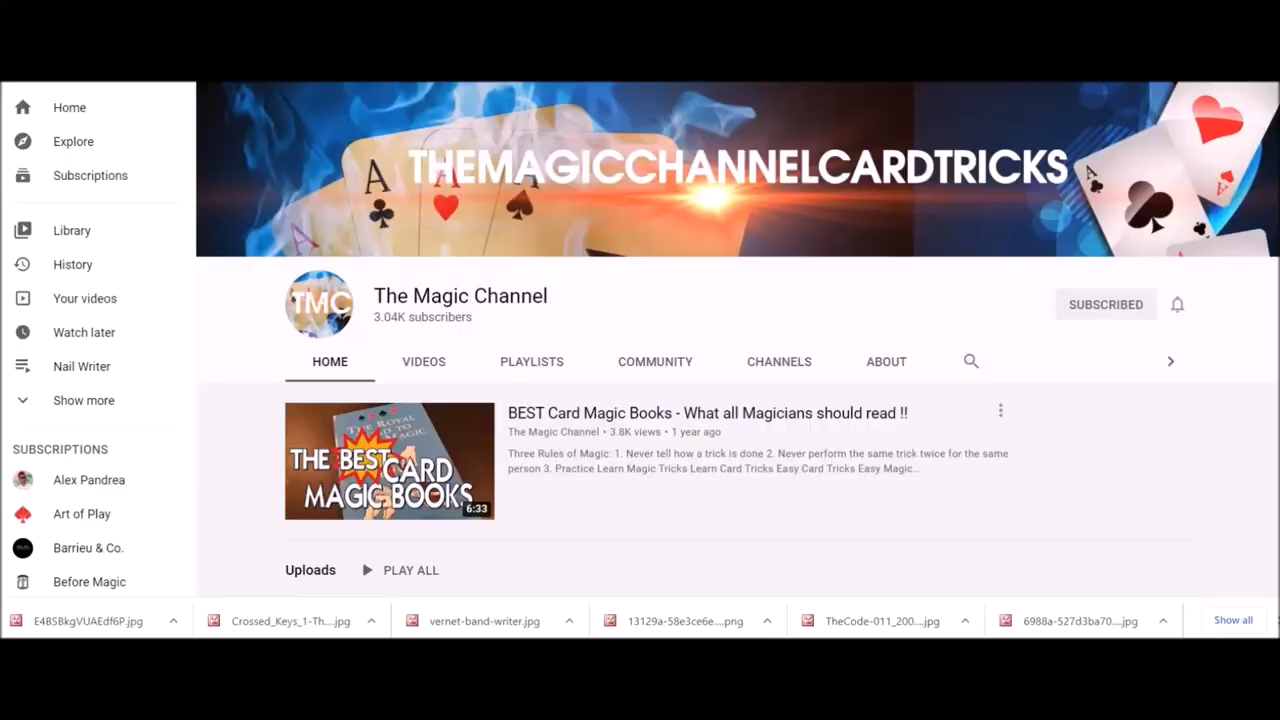 Home
Explore
Subscriptions
Library
History
Your videos
Watch later
Nail Writer
Show more
SUBSCRIPTIONS
Alex Pandrea
Art of Play
Barrieu & Co.
Before Magic
THEMAGICCHANNELCARDTRICKS
TMC
The Magic Channel
3.04K subscribers
SUBSCRIBED
HOME VIDEOS PLAYLISTS COMMUNITY CHANNELS ABOUT
THE BEST CARD
MAGIC BOOKS
6:33
BEST Card Magic Books - What all Magicians should read !!
The Magic Channel • 3.8K views • 1 year ago
Three Rules of Magic: 1. Never tell how a trick is done 2. Never perform the same trick twice for the same
person 3. Practice Learn Magic Tricks Learn Card Tricks Easy Card Tricks Easy Magic...
Uploads PLAY ALL
E4BSBkgVUAEdf6P.jpg Crossed_Keys_1-Th....jpg vernet-band-writer.jpg 13129a-58e3ce6e....png TheCode-011_200....jpg 6988a-527d3ba70....jpg Show all